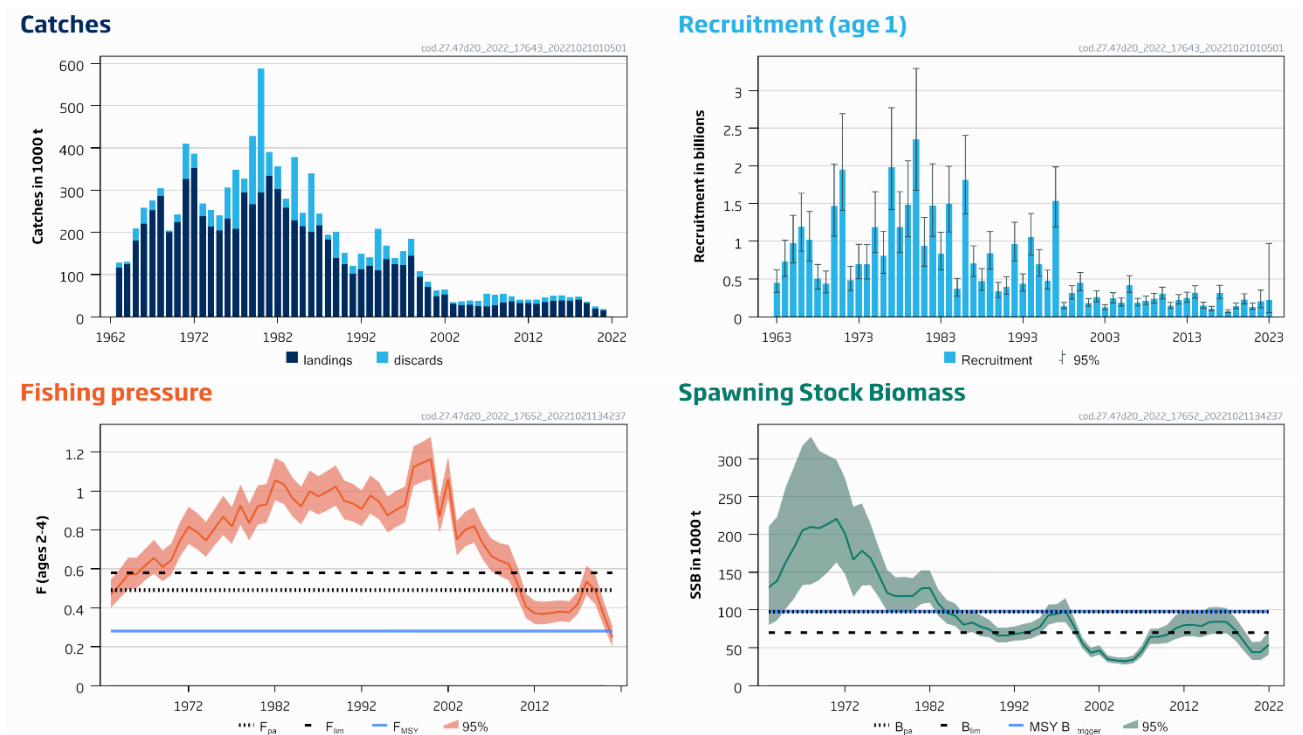 Catches
cod.27.47d20_2022_17643_20221021010501
Catches in 1000 t
600
500
400
300
200
100
0
1962 1972 1982 1992 2002 2012 2022
landings discards
Recruitment (age 1)
cod.27.47d20_2022_17643_20221021010501
Recruitment in billions
3
2.5
2
1.5
1
0.5
0
1963 1973 1983 1993 2003 2013 2023
Recruitment 95%
Fishing pressure
cod.27.47d20_2022_17652_20221021134237
F (ages 2-4)
1.2
1
0.8
0.6
0.4
0.2
0
1972 1982 1992 2002 2012
Fpa Flim FMSY 95%
Spawning Stock Biomass
cod.27.47d20_2022_17652_20221021134237
SSB in 1000 t
300
250
200
150
100
50
0
1972 1982 1992 2002 2012 2022
Bpa Blim MSY B trigger 95%